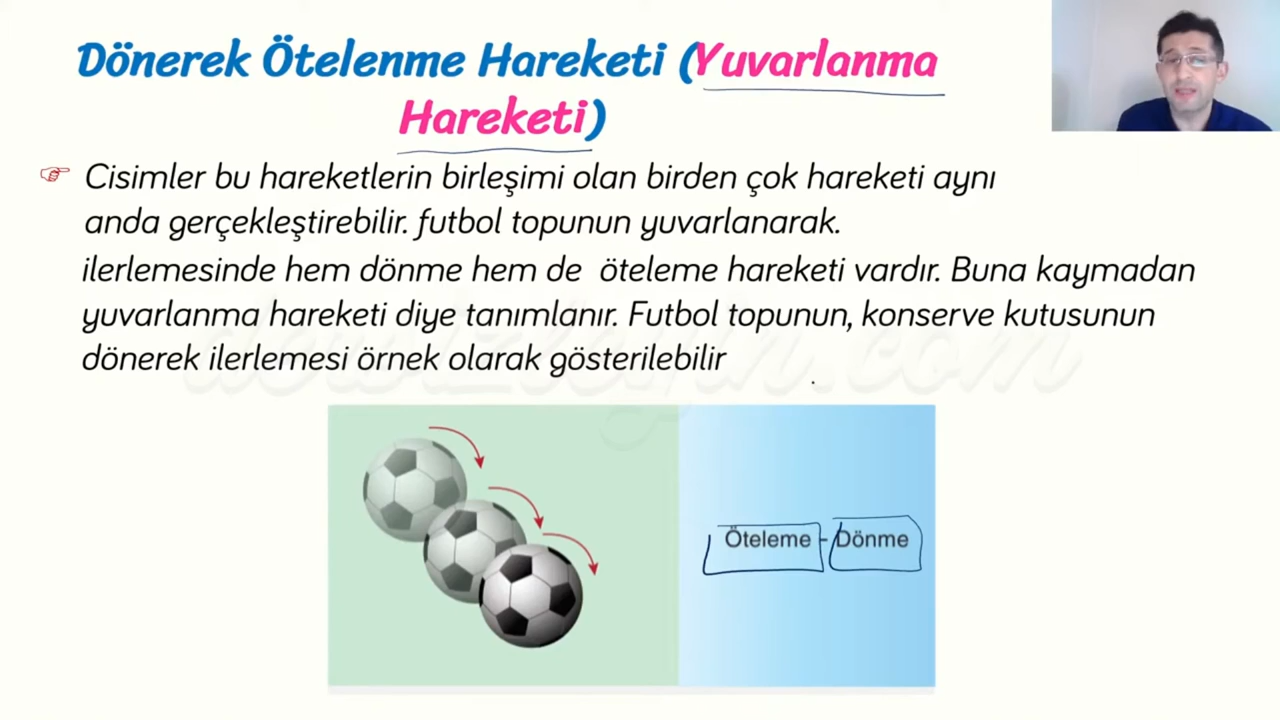 Dönerek Ötelenme Hareketi (Yuvarlanma
Hareketi)
Cisimler bu hareketlerin birleşimi olan birden çok hareketi aynı
anda gerçekleştirebilir. futbol topunun yuvarlanarak.
ilerlemesinde hem dönme hem de öteleme hareketi vardır. Buna kaymadan
yuvarlanma hareketi diye tanımlanır. Futbol topunun, konserve kutusunun
dönerek ilerlemesi örnek olarak gösterilebilir
Öteleme - Dönme